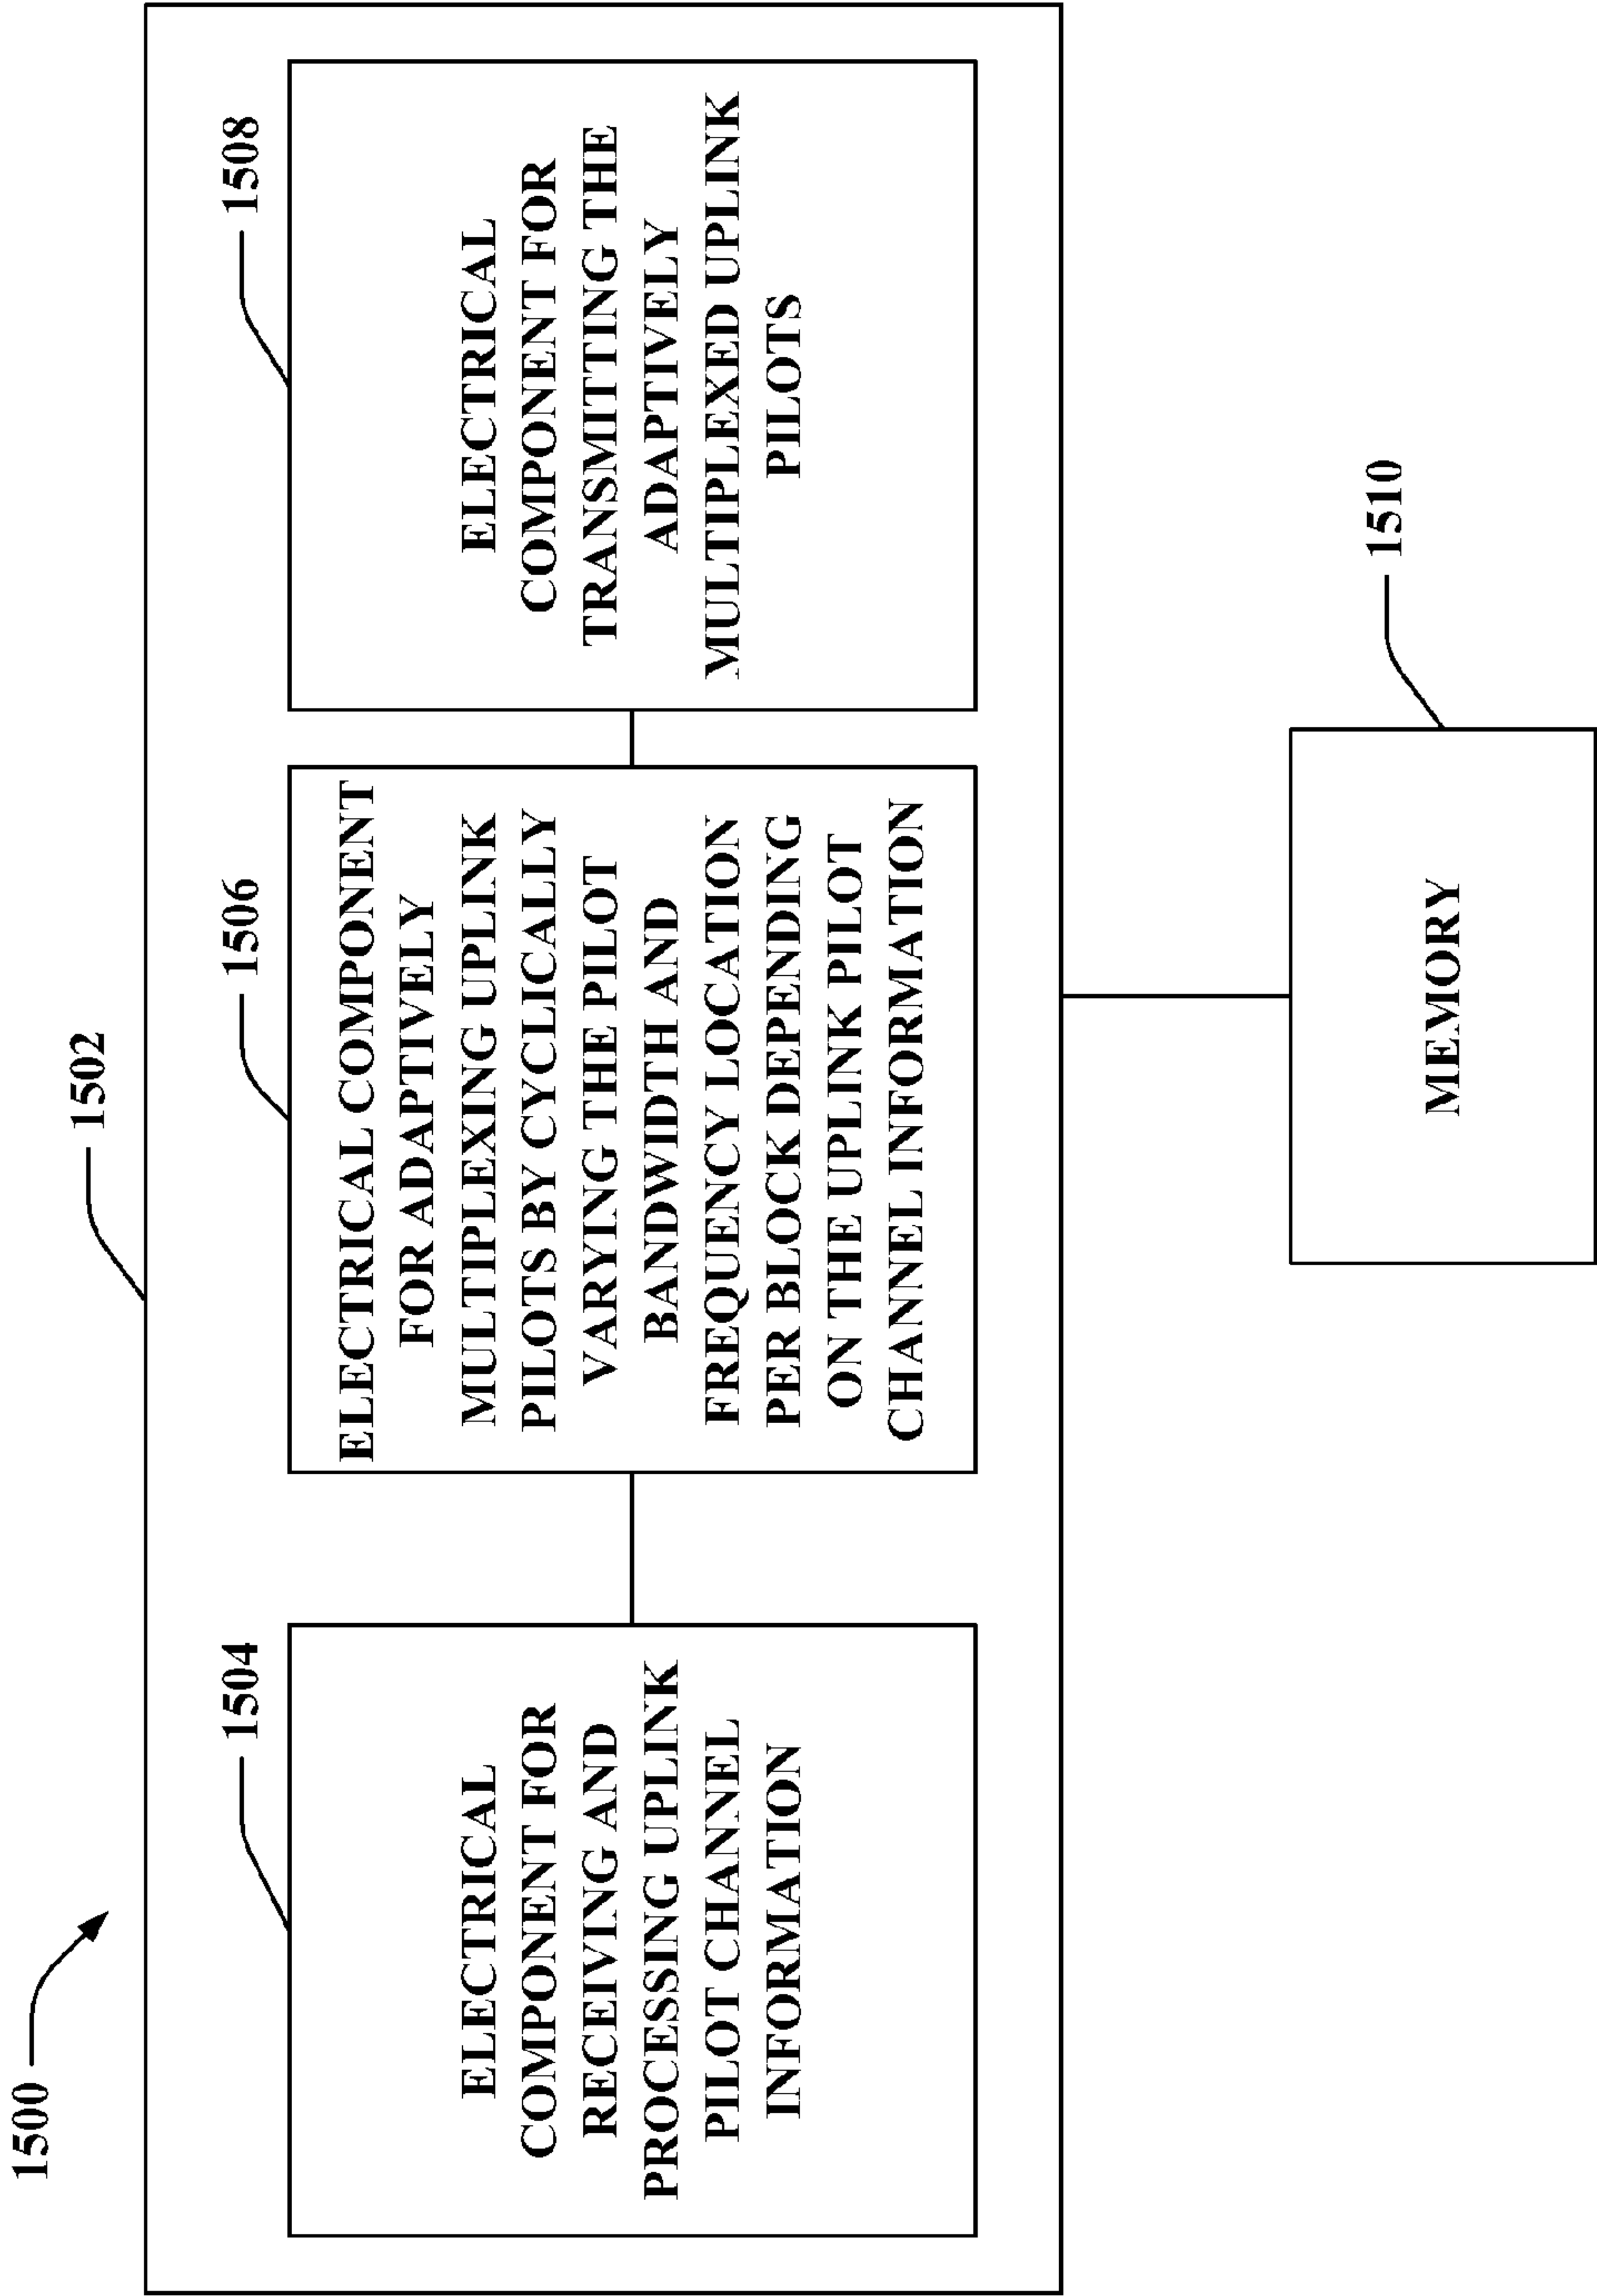 1500
1502
1504
ELECTRICAL
COMPONENT FOR
RECEIVING AND
PROCESSING UPLINK
PILOT CHANNEL
INFORMATION
1506
ELECTRICAL COMPONENT
FOR ADAPTIVELY
MULTIPLEXING UPLINK
PILOTS BY CYCLICALLY
VARYING THE PILOT
BANDWIDTH AND
FREQUENCY LOCATION
PER BLOCK DEPENDING
ON THE UPLINK PILOT
CHANNEL INFORMATION
1508
ELECTRICAL
COMPONENT FOR
TRANSMITTING THE
ADAPTIVELY
MULTIPLEXED UPLINK
PILOTS
1510
MEMORY